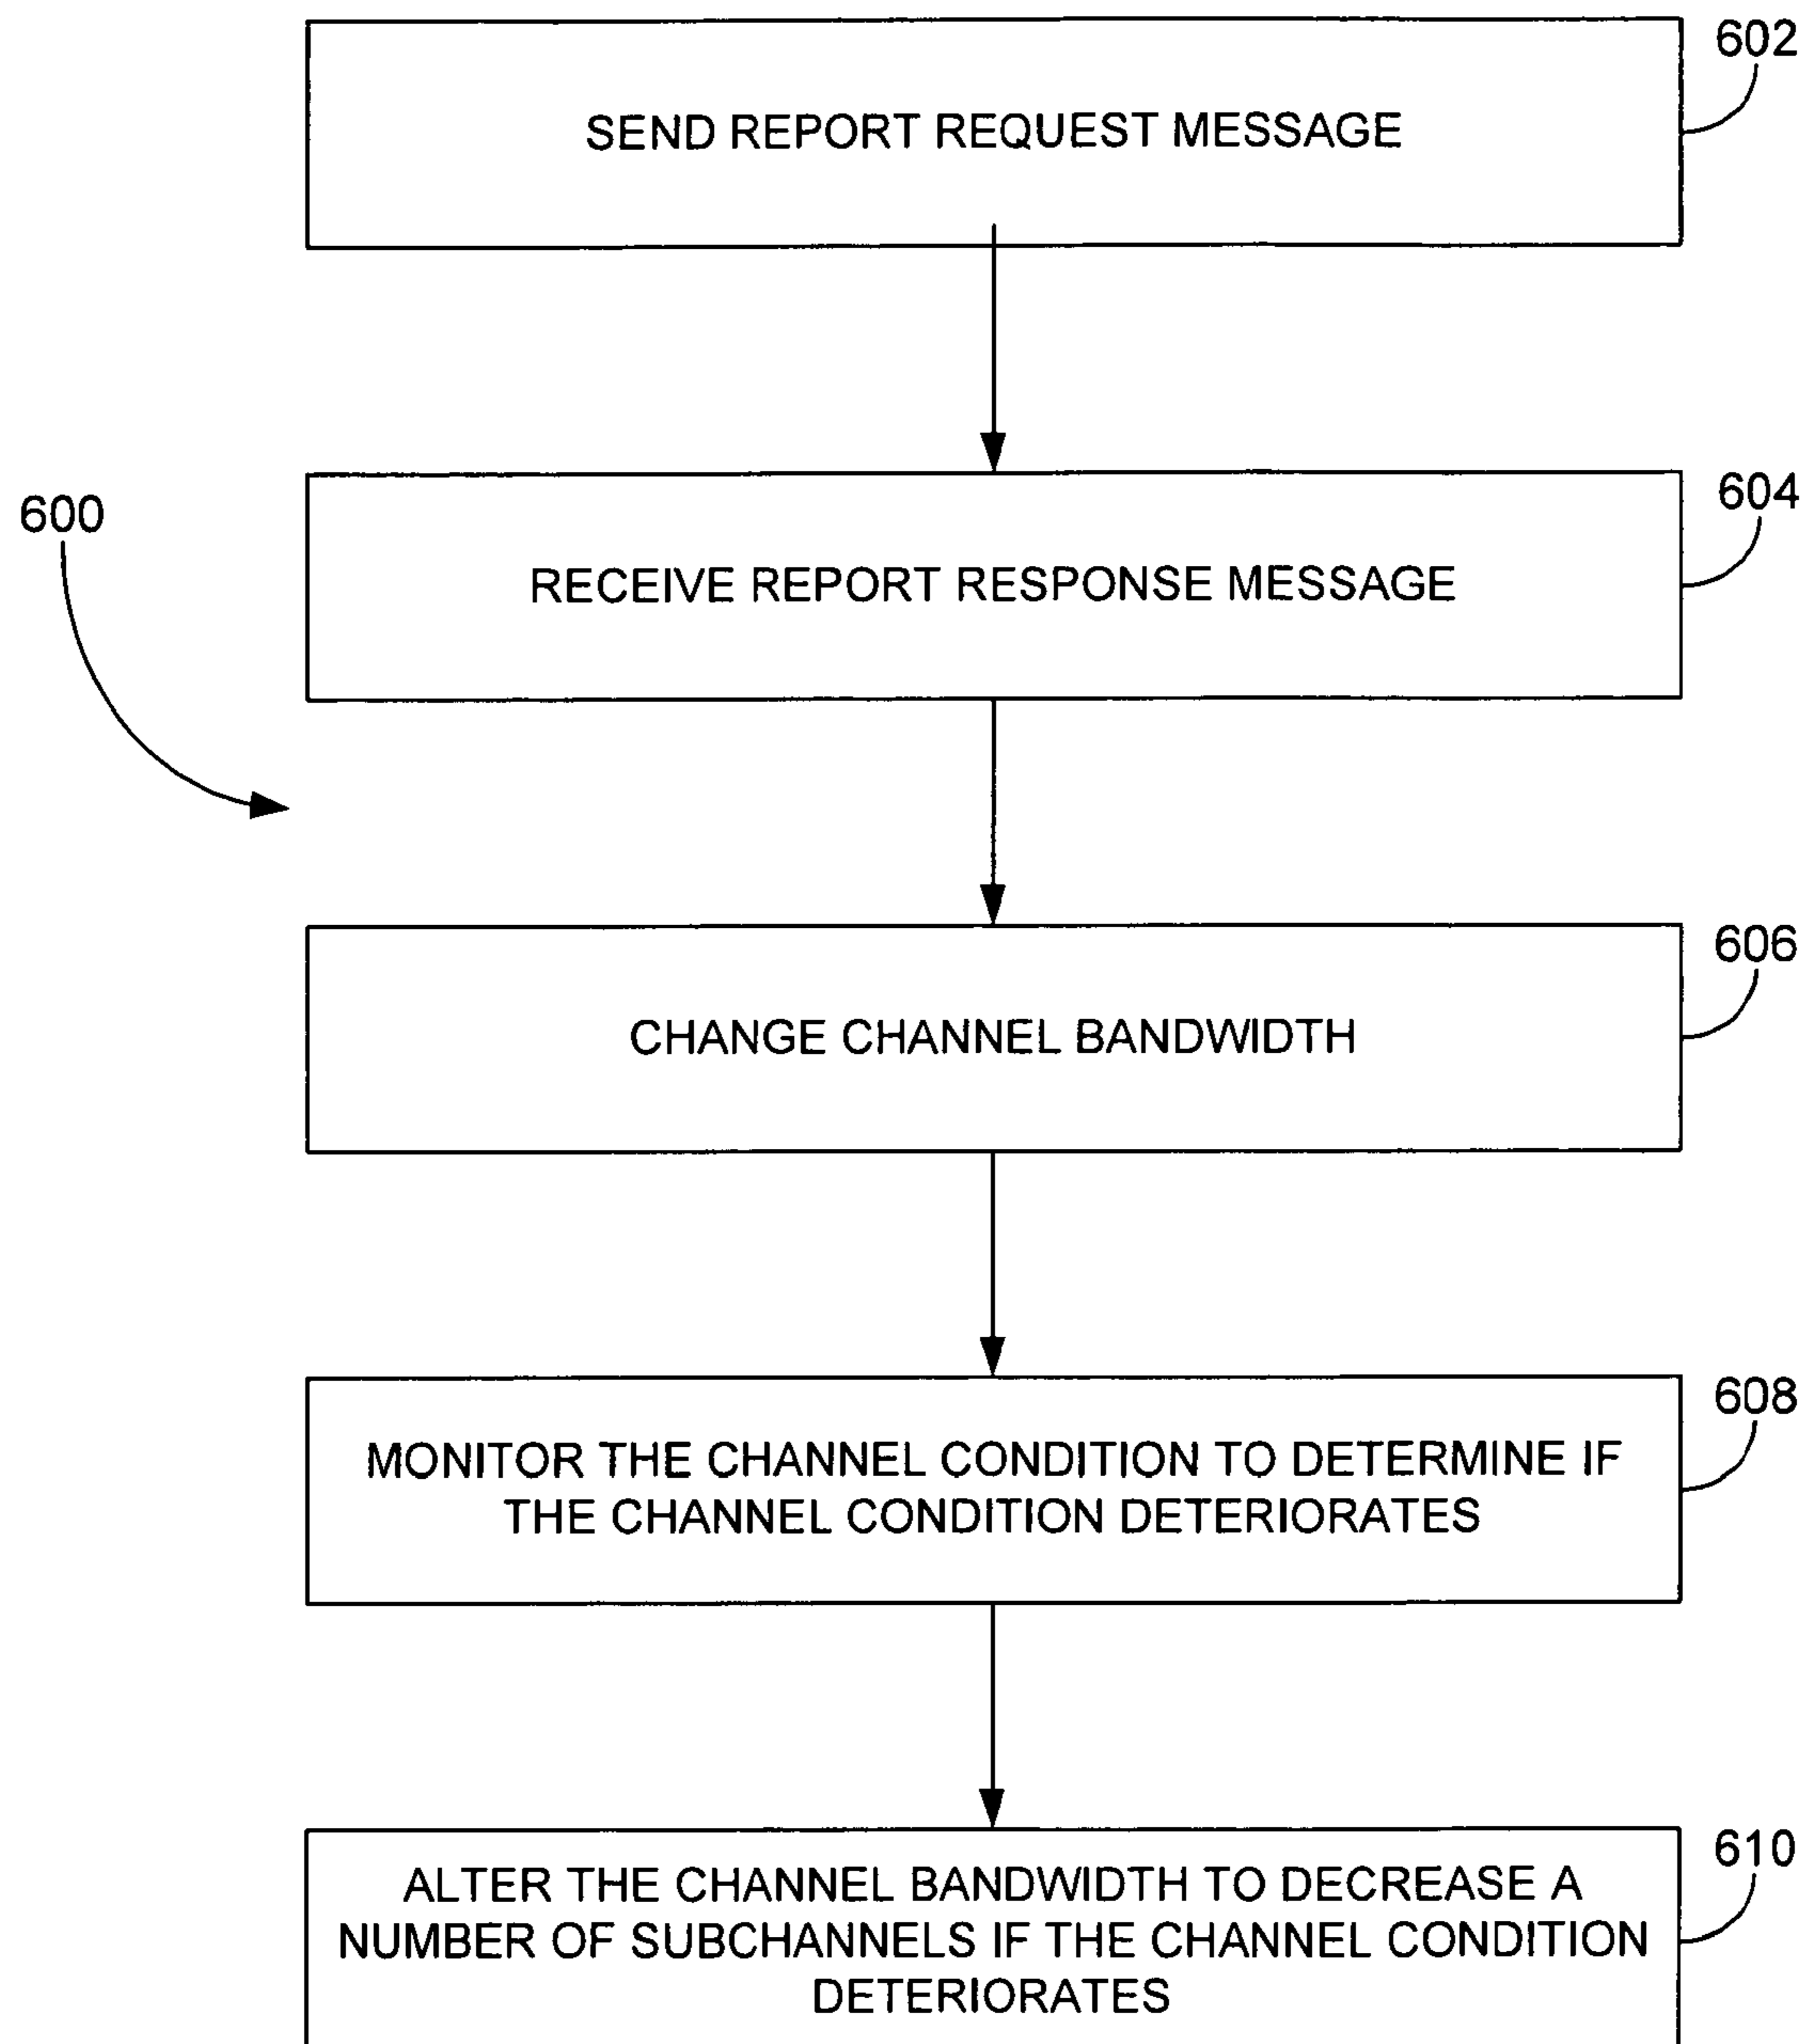 602
SEND REPORT REQUEST MESSAGE
600
604
RECEIVE REPORT RESPONSE MESSAGE
606
CHANGE CHANNEL BANDWIDTH
608
MONITOR THE CHANNEL CONDITION TO DETERMINE IF
THE CHANNEL CONDITION DETERIORATES
610
ALTER THE CHANNEL BANDWIDTH TO DECREASE A
NUMBER OF SUBCHANNELS IF THE CHANNEL CONDITION
DETERIORATES